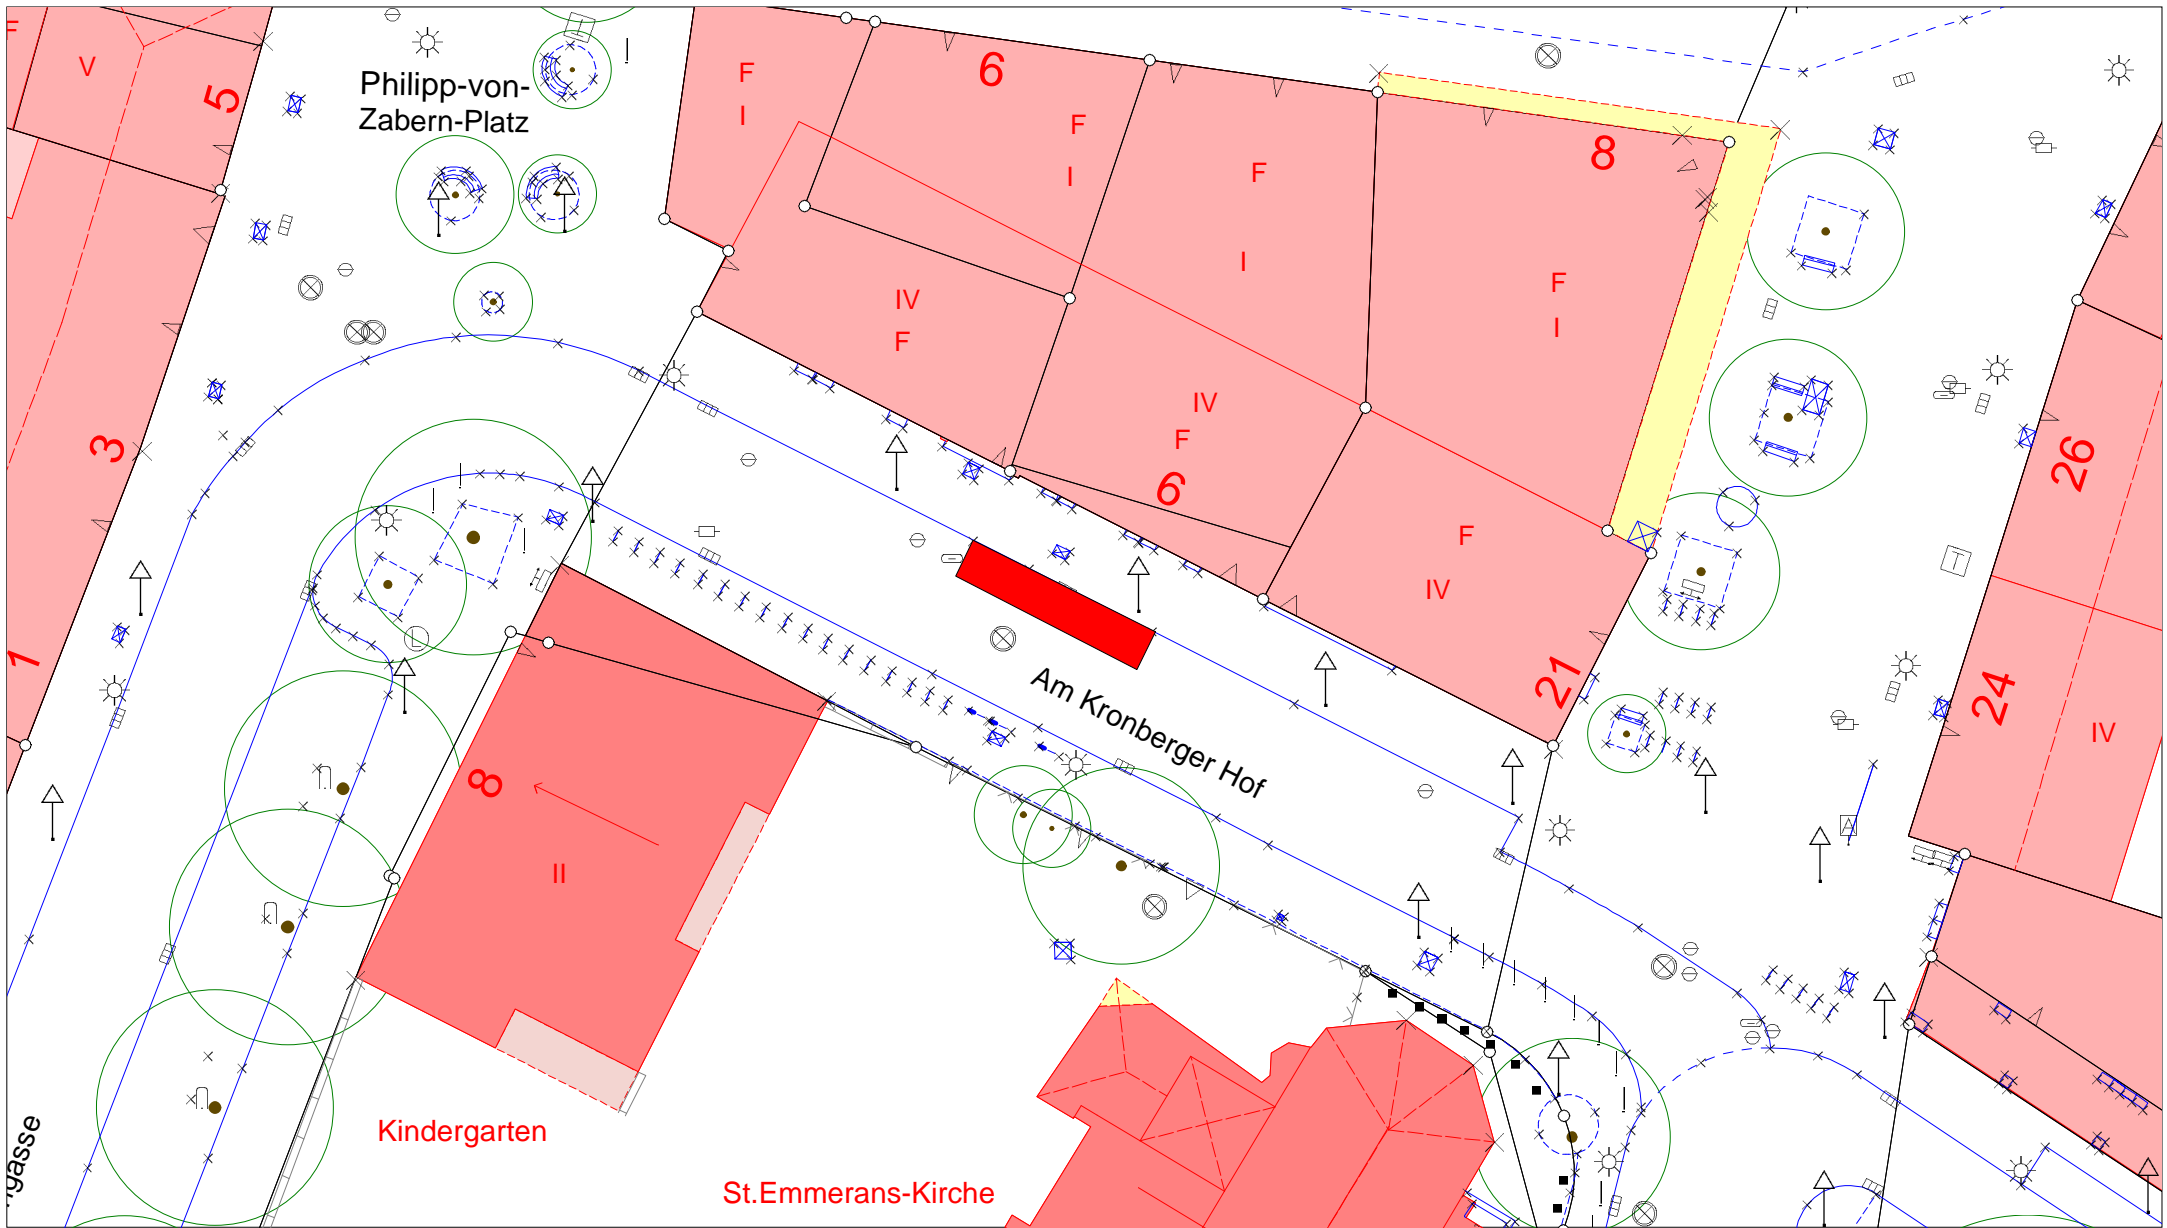 F
V
5
Philipp-von-
Zabern-Platz
F
I
6
F
I
F
I
8
F
I
IV
F
IV
F
6
F
IV
21
3
1
26
24
IV
T
A
L
Am Kronberger Hof
8
II
Kindergarten
St.Emmerans-Kirche